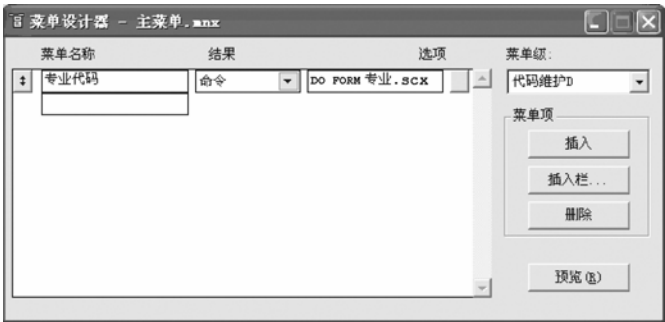 菜单设计器 - 主菜单.mnx
菜单名称 结果 选项 菜单级:
专业代码 命令 DO FORM 专业.SCX 代码维护D
菜单项
插入
插入栏...
删除
预览(R)